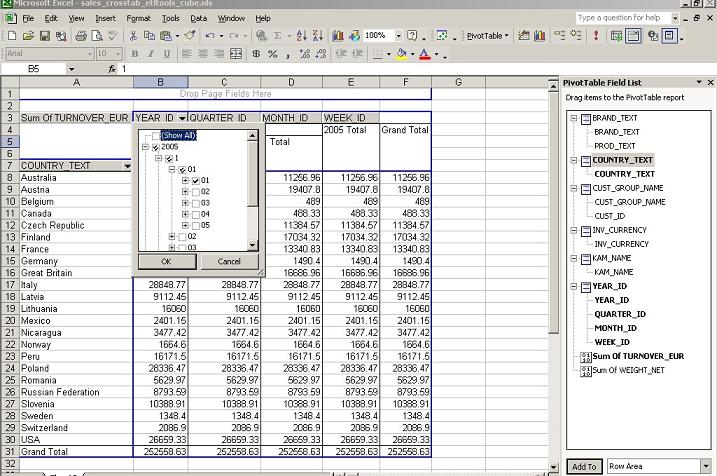 Microsoft Excel - sales_crosstab_etltools_cube.xls
File Edit View Insert Format Tools Data Window Help
Type a question for help
100% PivotTable
Arial 10 B I U $ % ,
B5 fx 1
A B C D E F G
1 Drop Page Fields Here
2
3 Sum Of TURNOVER_EUR YEAR_ID QUARTER_ID MONTH_ID WEEK_ID
4 2005 Total Grand Total
5 Total
6
7 COUNTRY_TEXT
(Show All)
2005
1
01
01
02
03
04
05
02
03
OK Cancel
8 Australia 11256.96 11256.96 11256.96
9 Austria 19407.8 19407.8 19407.8
10 Belgium 489 489 489
11 Canada 488.33 488.33 488.33
12 Czech Republic 11384.57 11384.57 11384.57
13 Finland 17034.32 17034.32 17034.32
14 France 13340.83 13340.83 13340.83
15 Germany 1490.4 1490.4 1490.4
16 Great Britain 16686.96 16686.96 16686.96
17 Italy 28848.77 28848.77 28848.77 28848.77 28848.77
18 Latvia 9112.45 9112.45 9112.45 9112.45 9112.45
19 Lithuania 16060 16060 16060 16060 16060
20 Mexico 2401.15 2401.15 2401.15 2401.15 2401.15
21 Nicaragua 3477.42 3477.42 3477.42 3477.42 3477.42
22 Norway 1664.6 1664.6 1664.6 1664.6 1664.6
23 Peru 16171.5 16171.5 16171.5 16171.5 16171.5
24 Poland 28336.47 28336.47 28336.47 28336.47 28336.47
25 Romania 5629.97 5629.97 5629.97 5629.97 5629.97
26 Russian Federation 8793.59 8793.59 8793.59 8793.59 8793.59
27 Slovenia 10388.91 10388.91 10388.91 10388.91 10388.91
28 Sweden 1348.4 1348.4 1348.4 1348.4 1348.4
29 Switzerland 2086.9 2086.9 2086.9 2086.9 2086.9
30 USA 26659.33 26659.33 26659.33 26659.33 26659.33
31 Grand Total 252558.63 252558.63 252558.63 252558.63 252558.63
32
PivotTable Field List
Drag items to the PivotTable report
BRAND_TEXT
BRAND_TEXT
PROD_TEXT
COUNTRY_TEXT
COUNTRY_TEXT
CUST_GROUP_NAME
CUST_GROUP_NAME
CUST_ID
INV_CURRENCY
INV_CURRENCY
KAM_NAME
KAM_NAME
YEAR_ID
YEAR_ID
QUARTER_ID
MONTH_ID
WEEK_ID
Sum Of TURNOVER_EUR
Sum Of WEIGHT_NET
Add To Row Area